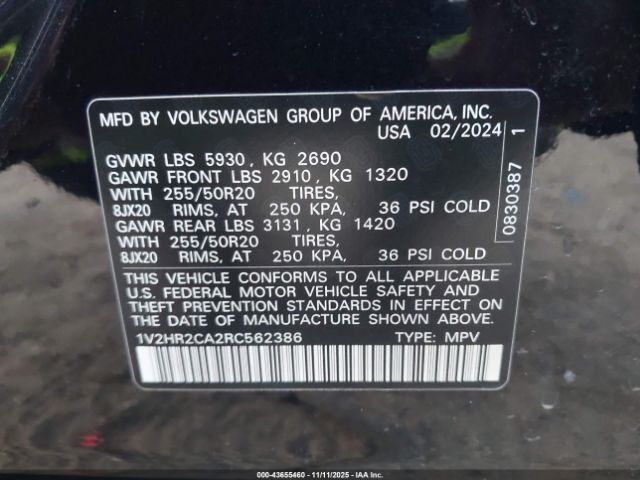 MFD BY VOLKSWAGEN GROUP OF AMERICA, INC.
USA 02/2024
GVWR LBS 5930 , KG 2690
GAWR FRONT LBS 2910 , KG 1320
WITH 255/50R20 TIRES,
8JX20 RIMS, AT 250 KPA, 36 PSI COLD
GAWR REAR LBS 3131 , KG 1420
WITH 255/50R20 TIRES,
8JX20 RIMS, AT 250 KPA, 36 PSI COLD
THIS VEHICLE CONFORMS TO ALL APPLICABLE
U.S. FEDERAL MOTOR VEHICLE SAFETY AND
THEFT PREVENTION STANDARDS IN EFFECT ON
THE DATE OF MANUFACTURE SHOWN ABOVE.
1V2HR2CA2RC562386 TYPE: MPV
0830387 1
000-43655460 - 11/11/2025 - IAAI.com